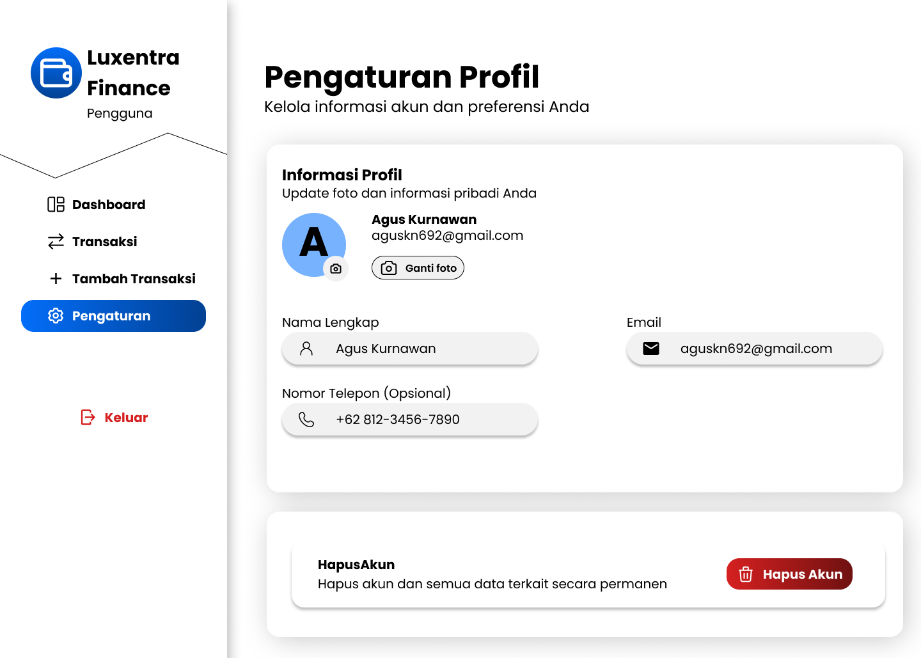 Luxentra
Finance
Pengguna
Dashboard
Transaksi
Tambah Transaksi
Pengaturan
Keluar
Pengaturan Profil
Kelola informasi akun dan preferensi Anda
Informasi Profil
Update foto dan informasi pribadi Anda
A
Agus Kurnawan
aguskn692@gmail.com
Ganti foto
Nama Lengkap
Agus Kurnawan
Email
aguskn692@gmail.com
Nomor Telepon (Opsional)
+62 812-3456-7890
HapusAkun
Hapus akun dan semua data terkait secara permanen
Hapus Akun